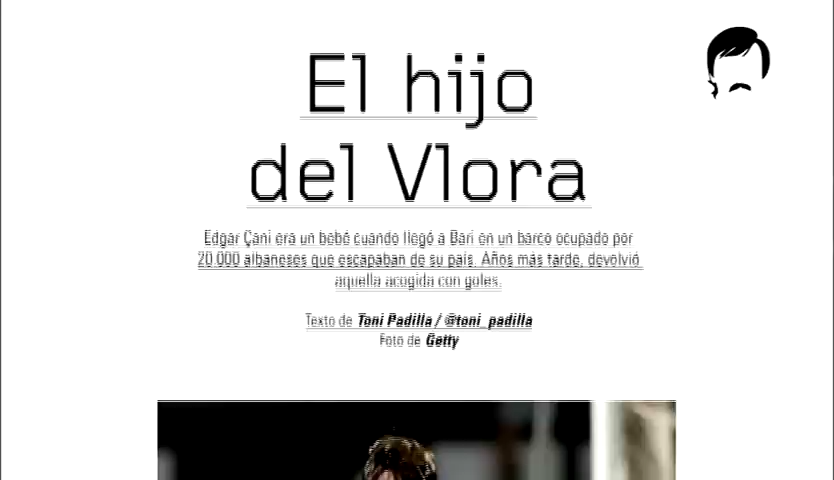 El hijo
del Vlora
Edgar Çani era un bebé cuando llegó a Bari en un barco ocupado por
20.000 albaneses que escapaban de su país. Años más tarde, devolvió
aquella acogida con goles.
Texto de Toni Padilla / @toni_padilla
Foto de Getty